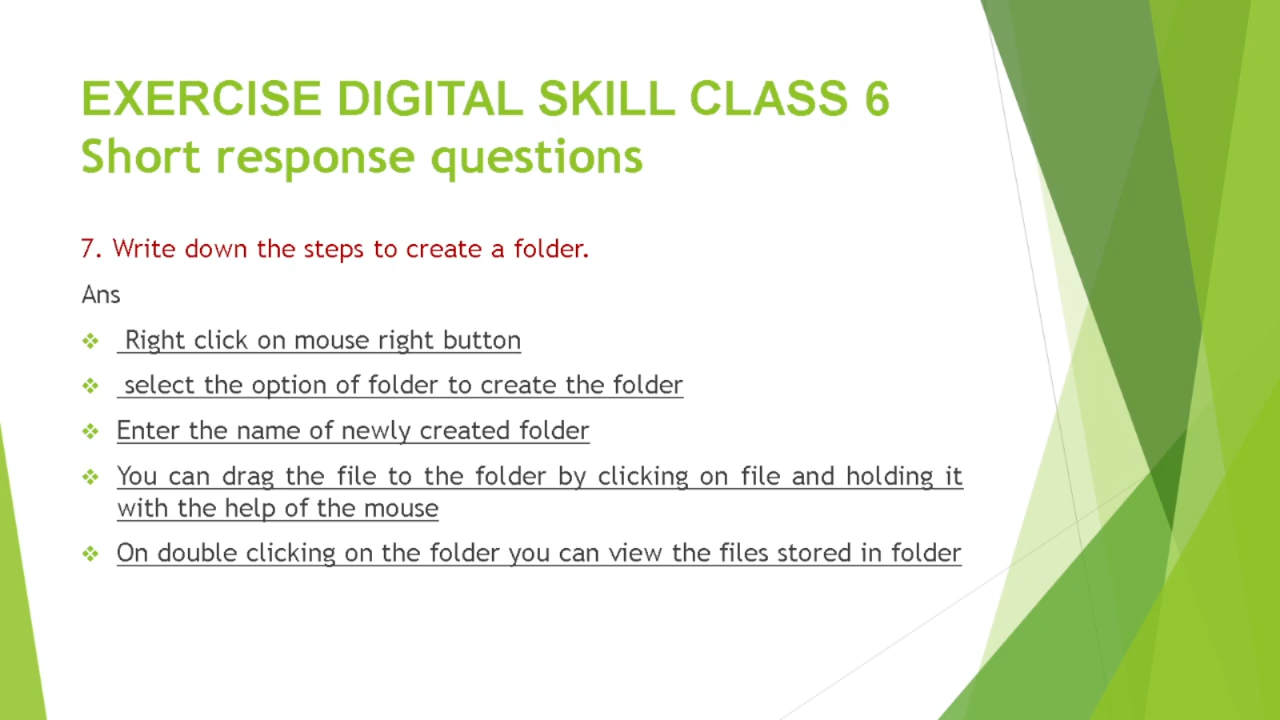 EXERCISE DIGITAL SKILL CLASS 6
Short response questions
7. Write down the steps to create a folder.
Ans
❖ Right click on mouse right button
❖ select the option of folder to create the folder
❖ Enter the name of newly created folder
❖ You can drag the file to the folder by clicking on file and holding it
with the help of the mouse
❖ On double clicking on the folder you can view the files stored in folder